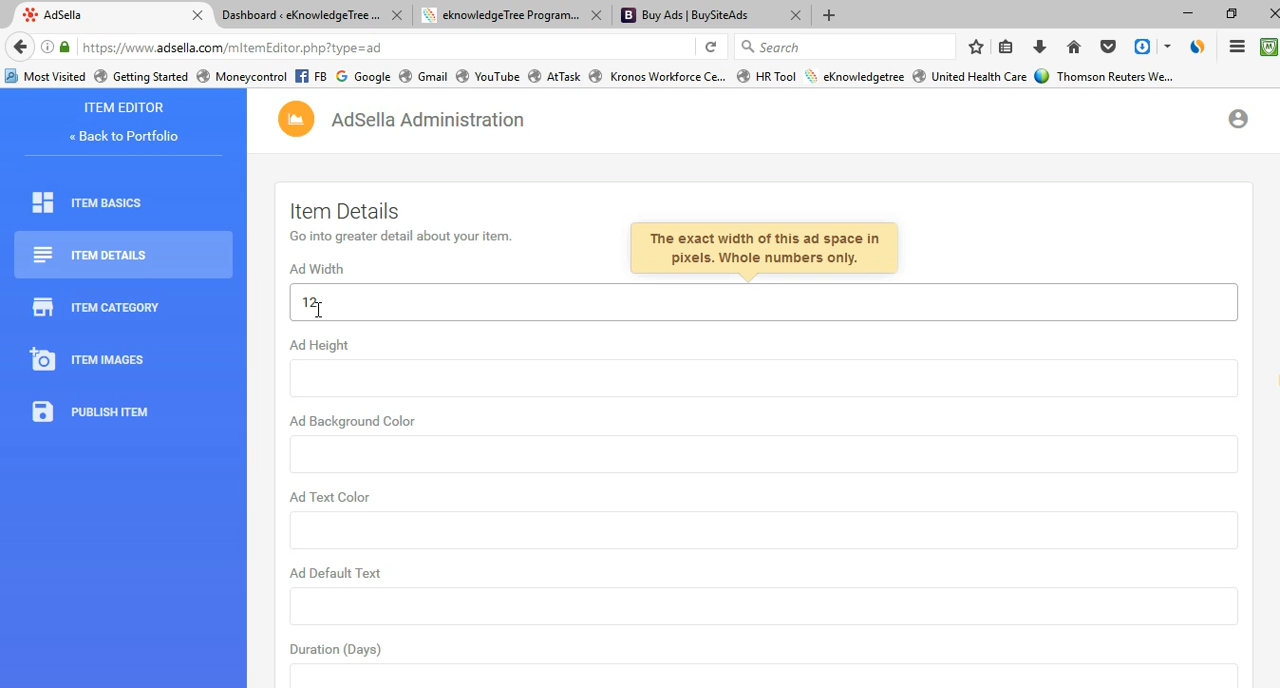 AdSella
Dashboard ‹ eKnowledgeTree ...
eknowledgeTree Program...
B Buy Ads | BuySiteAds
https://www.adsella.com/mItemEditor.php?type=ad
Search
Most Visited Getting Started Moneycontrol FB Google Gmail YouTube AtTask Kronos Workforce Ce... HR Tool eKnowledgetree United Health Care Thomson Reuters We...
ITEM EDITOR
« Back to Portfolio
ITEM BASICS
ITEM DETAILS
ITEM CATEGORY
ITEM IMAGES
PUBLISH ITEM
AdSella Administration
Item Details
Go into greater detail about your item.
The exact width of this ad space in
pixels. Whole numbers only.
Ad Width
12
Ad Height
Ad Background Color
Ad Text Color
Ad Default Text
Duration (Days)